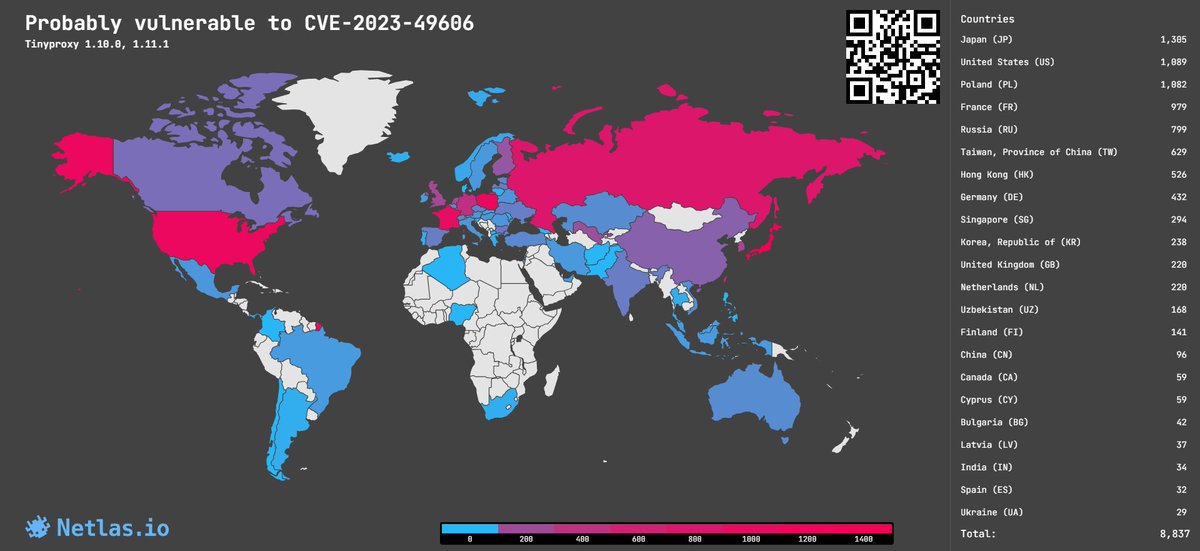 Probably vulnerable to CVE-2023-49606
Tinyproxy 1.10.0, 1.11.1
Countries
Japan (JP) 1,305
United States (US) 1,089
Poland (PL) 1,082
France (FR) 979
Russia (RU) 799
Taiwan, Province of China (TW) 629
Hong Kong (HK) 526
Germany (DE) 432
Singapore (SG) 294
Korea, Republic of (KR) 238
United Kingdom (GB) 220
Netherlands (NL) 220
Uzbekistan (UZ) 168
Finland (FI) 141
China (CN) 96
Canada (CA) 59
Cyprus (CY) 59
Bulgaria (BG) 42
Latvia (LV) 37
India (IN) 34
Spain (ES) 32
Ukraine (UA) 29
Total: 8,837
Netlas.io
0 200 400 600 800 1000 1200 1400